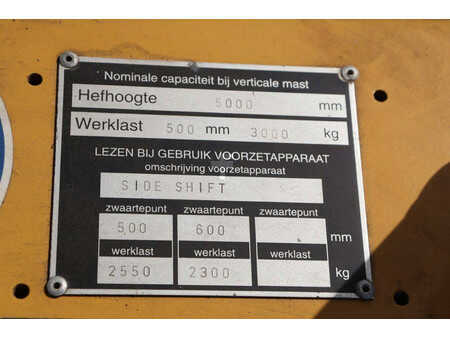 Nominale capaciteit bij verticale mast
Hefhoogte 5000 mm
Werklast 500 mm 3000 kg
LEZEN BIJ GEBRUIK VOORZETAPPARAAT
omschrijving voorzetapparaat
SIDE SHIFT
zwaartepunt zwaartepunt zwaartepunt
500 600 mm
werklast werklast werklast
2550 2300 kg